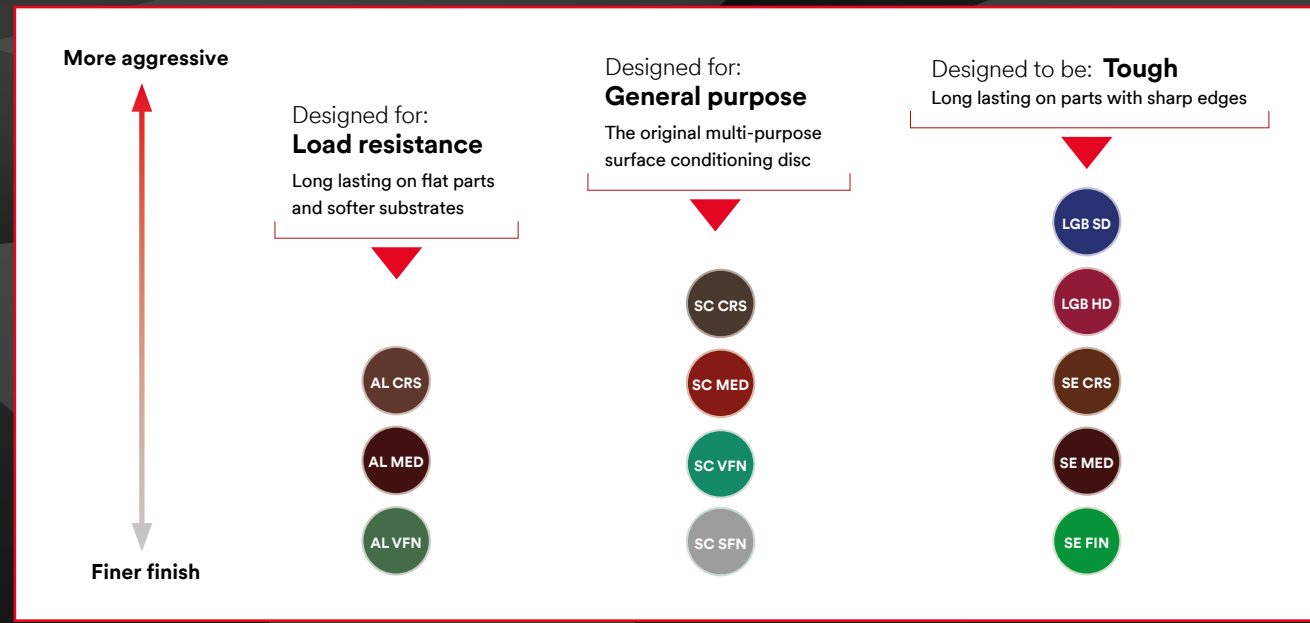 More aggressive
Finer finish
Designed for:
Load resistance
Long lasting on flat parts
and softer substrates
AL CRS
AL MED
AL VFN
Designed for:
General purpose
The original multi-purpose
surface conditioning disc
SC CRS
SC MED
SC VFN
SC SFN
Designed to be: Tough
Long lasting on parts with sharp edges
LGB SD
LGB HD
SE CRS
SE MED
SE FIN